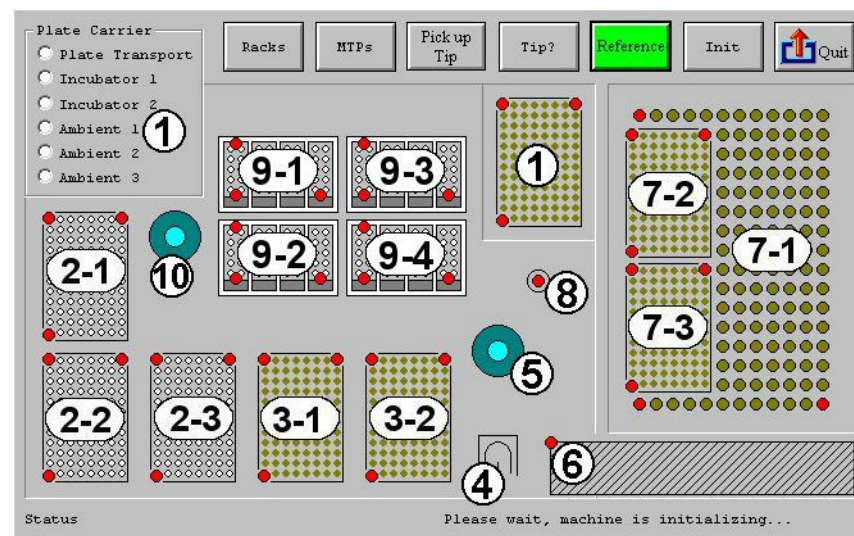 Plate Carrier
Plate Transport
Incubator 1
Incubator 2
Ambient 1
Ambient 2
Ambient 3
1
Racks
MTPs
Pick up
Tip
Tip?
Reference
Init
Quit
9-1
9-3
1
7-2
7-1
2-1
10
9-2
9-4
8
7-3
5
2-2
2-3
3-1
3-2
4
6
Status
Please wait, machine is initializing...